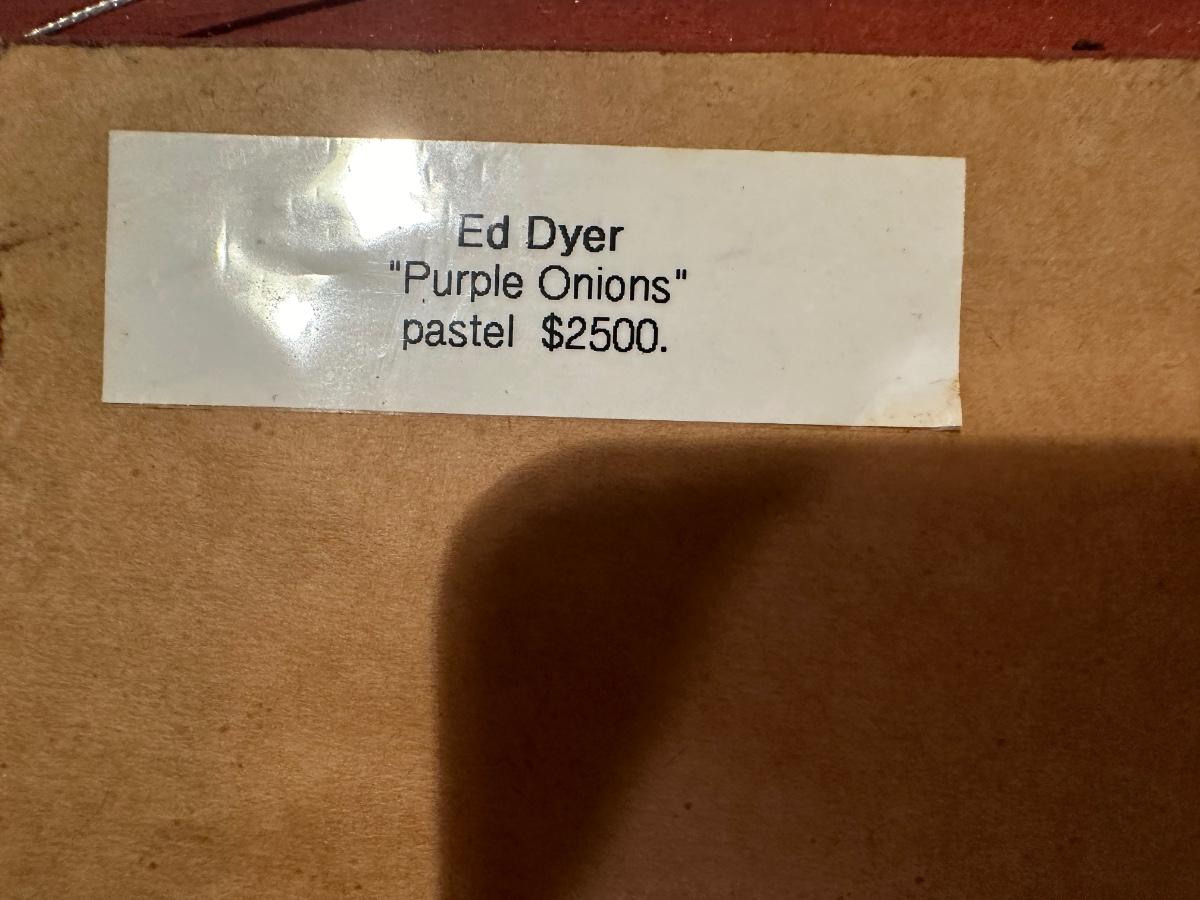 Ed Dyer
"Purple Onions"
pastel $2500.